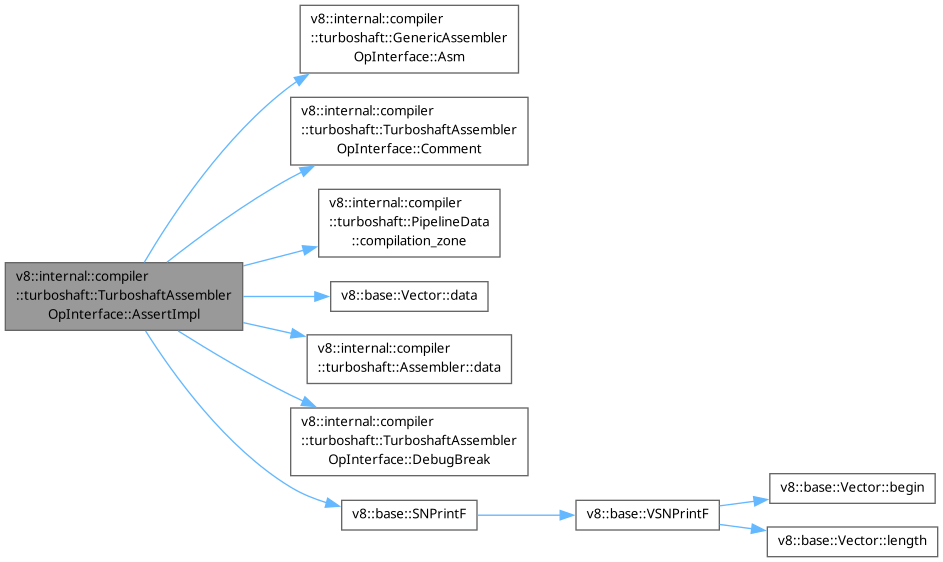 v8::internal::compiler
::turboshaft::GenericAssembler
OpInterface::Asm
v8::internal::compiler
::turboshaft::TurboshaftAssembler
OpInterface::Comment
v8::internal::compiler
::turboshaft::PipelineData
::compilation_zone
v8::internal::compiler
::turboshaft::TurboshaftAssembler
OpInterface::AssertImpl
v8::base::Vector::data
v8::internal::compiler
::turboshaft::Assembler::data
v8::internal::compiler
::turboshaft::TurboshaftAssembler
OpInterface::DebugBreak
v8::base::SNPrintF
v8::base::VSNPrintF
v8::base::Vector::begin
v8::base::Vector::length